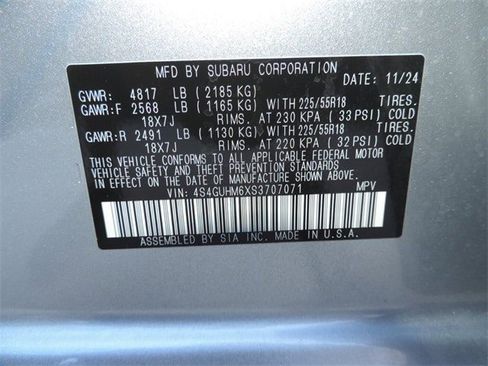 MFD BY SUBARU CORPORATION
DATE: 11/24
GVWR: 4817 LB (2185 KG)
GAWR:F 2568 LB (1165 KG) WITH 225/55R18 TIRES.
18X7J RIMS. AT 230 KPA (33 PSI) COLD
GAWR:R 2491 LB (1130 KG) WITH 225/55R18 TIRES.
18X7J RIMS. AT 220 KPA (32 PSI) COLD
THIS VEHICLE CONFORMS TO ALL APPLICABLE FEDERAL MOTOR
VEHICLE SAFETY AND THEFT PREVENTION STANDARDS IN
EFFECT ON THE DATE OF MANUFACTURE SHOWN ABOVE.
VIN: 4S4GUHM6XS3707071 MPV
ASSEMBLED BY SIA INC. MADE IN U.S.A.